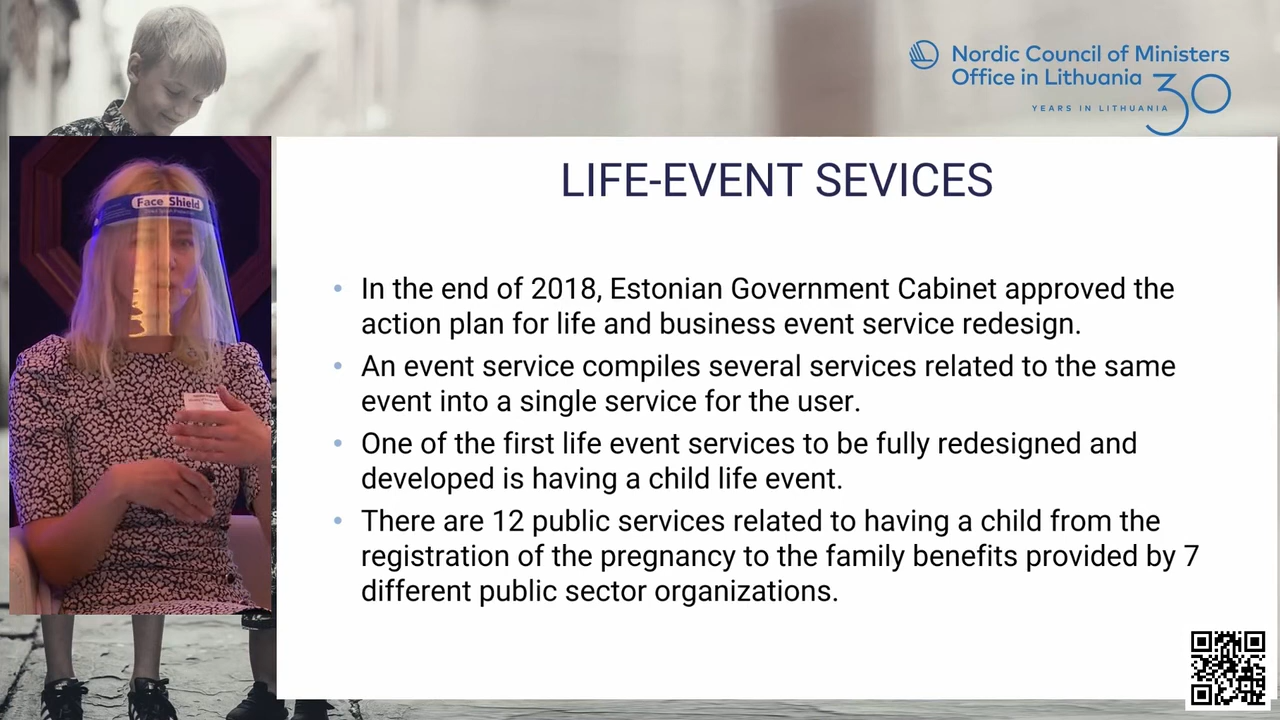 Nordic Council of Ministers
Office in Lithuania
30
YEARS IN LITHUANIA
Face Shield
LIFE-EVENT SEVICES
• In the end of 2018, Estonian Government Cabinet approved the
action plan for life and business event service redesign.
• An event service compiles several services related to the same
event into a single service for the user.
• One of the first life event services to be fully redesigned and
developed is having a child life event.
• There are 12 public services related to having a child from the
registration of the pregnancy to the family benefits provided by 7
different public sector organizations.